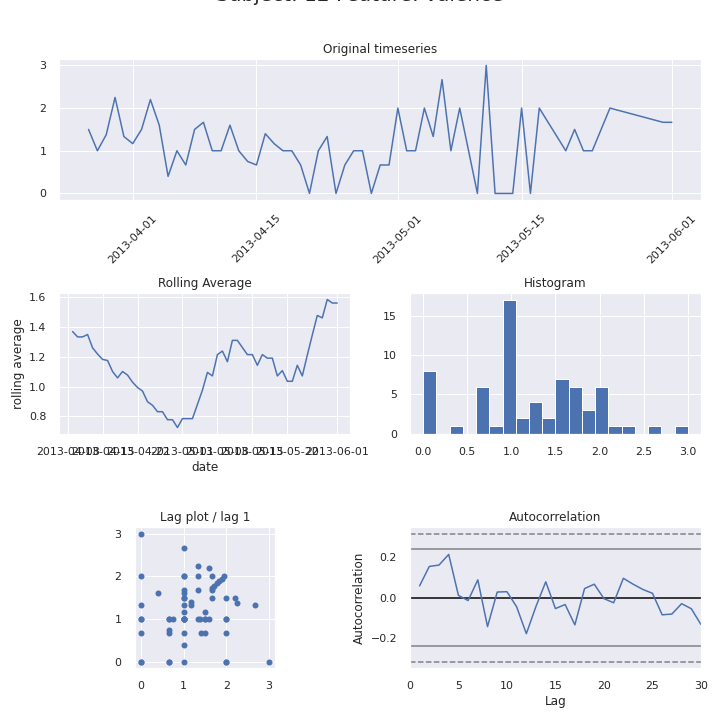 Original timeseries
3
2
1
0
2013-04-01
2013-04-15
2013-05-01
2013-05-15
2013-06-01
Rolling Average
1.6
1.4
1.2
1.0
0.8
rolling average
2013-06-01
date
Histogram
15
10
5
0
0.0 0.5 1.0 1.5 2.0 2.5 3.0
Lag plot / lag 1
3
2
1
0
0 1 2 3
Autocorrelation
0.2
0.0
−0.2
Autocorrelation
0 5 10 15 20 25 30
Lag